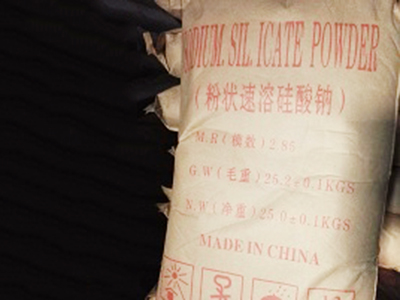 SODIUM. SIL. ICATE POWDER
(粉状速溶硅酸钠)
M.R(模数)2.85
G.W(毛重)25.2±0.1KGS
N.W(净重)25.0±0.1KGS
MADE IN CHINA